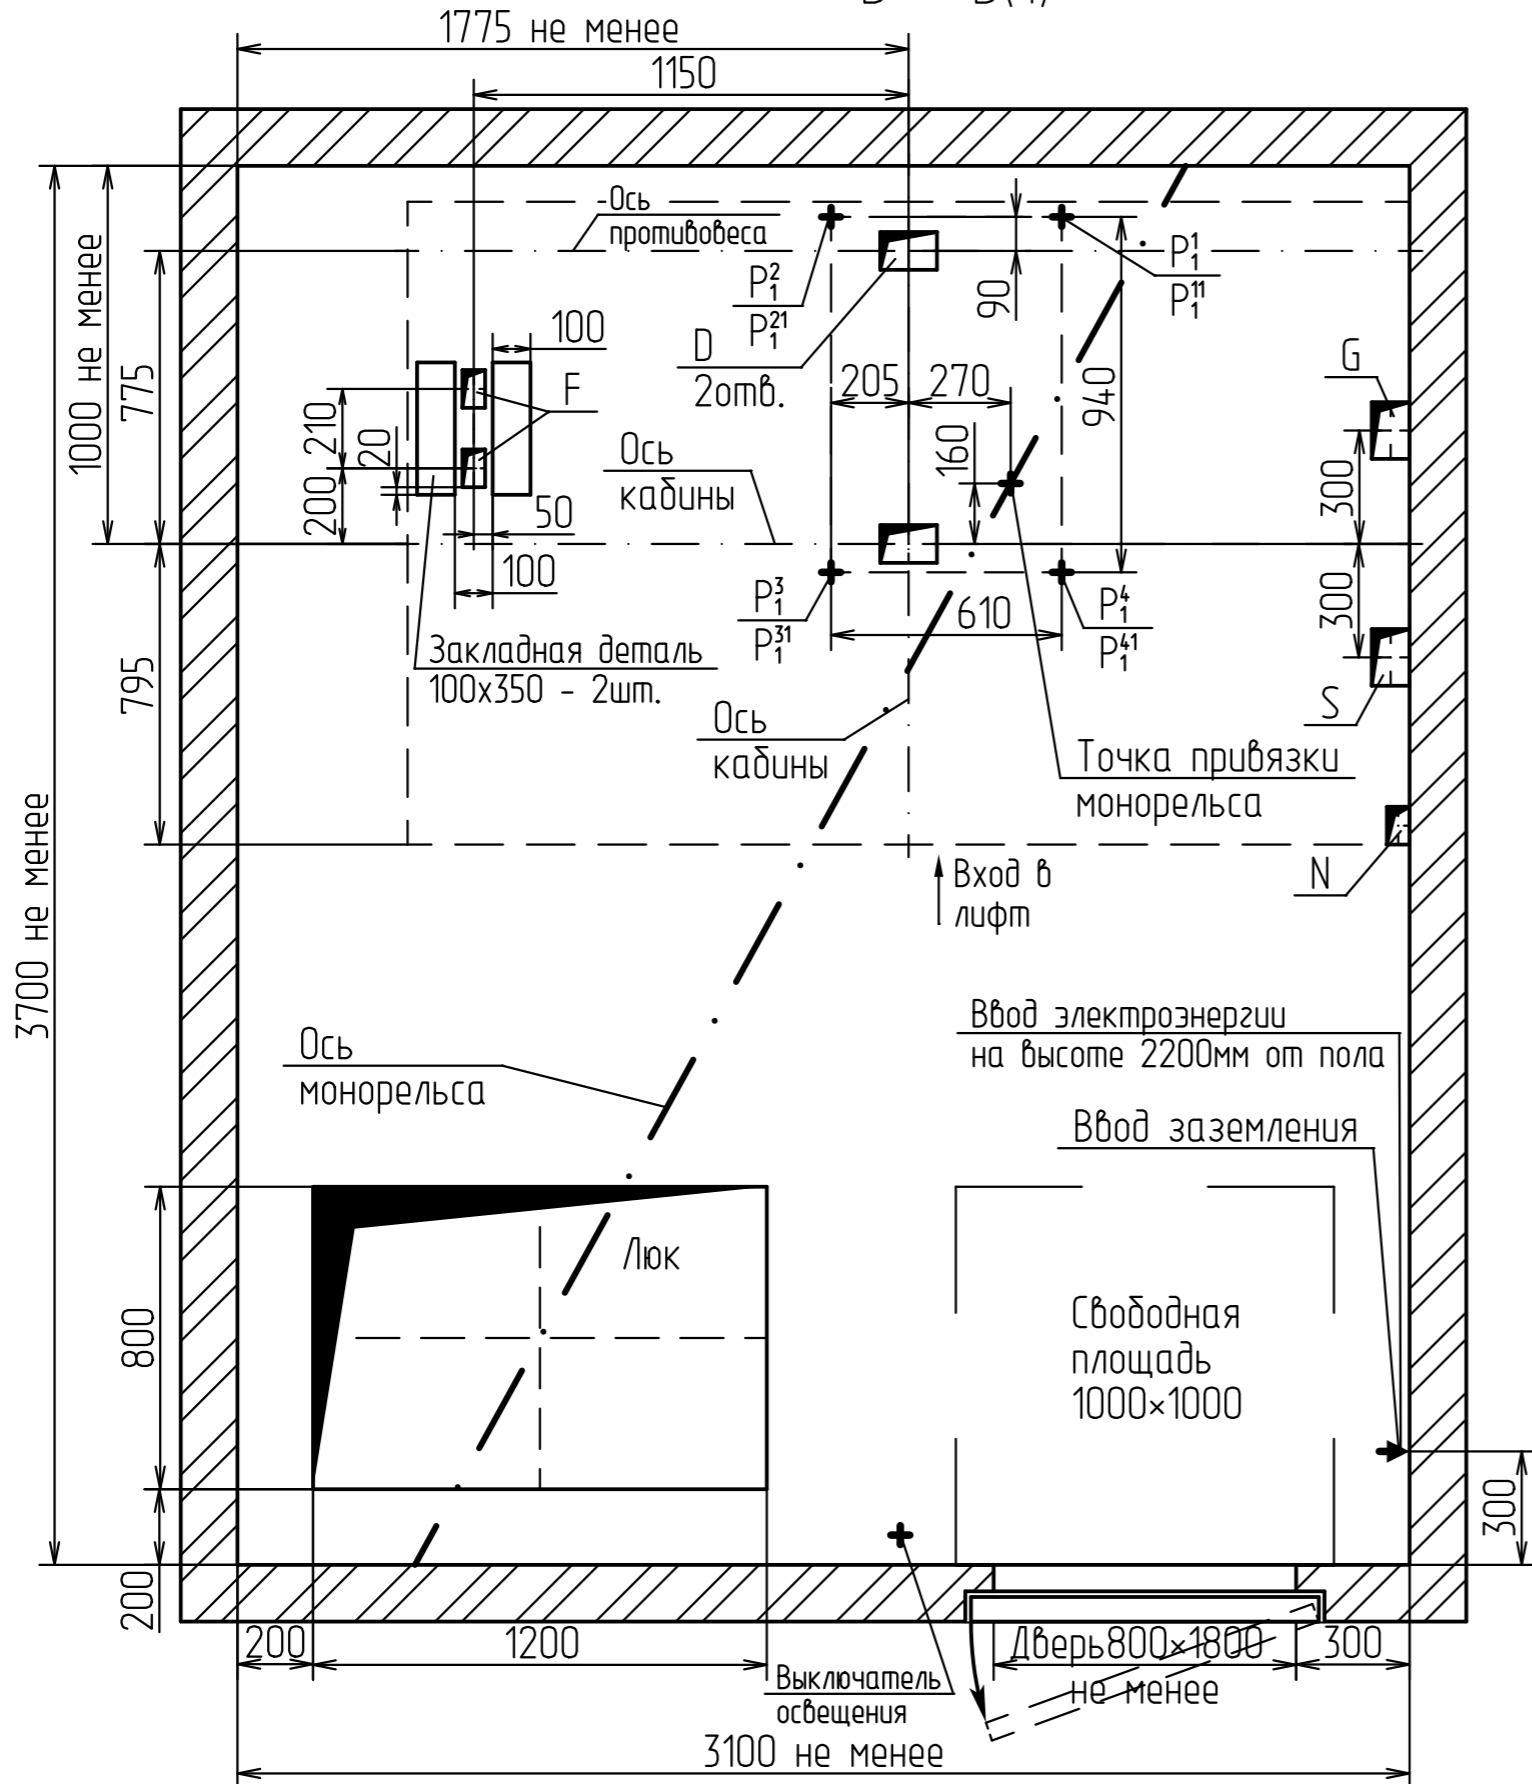 1775 не менее
1150
Ось
противовеса
P₁²
P₁²¹
P₁¹
P₁¹¹
90
D
2отв.
100
F
G
1000 не менее
775
210
20
200
205
270
940
160
300
Ось
кабины
50
100
P₁³
P₁³¹
610
P₁⁴
P₁⁴¹
300
Закладная деталь
100х350 - 2шт.
795
S
Ось
кабины
Точка привязки
монорельса
N
Вход в
лифт
3700 не менее
Ввод электроэнергии
на высоте 2200мм от пола
Ось
монорельса
Ввод заземления
Люк
800
Свободная
площадь
1000×1000
300
200
200
1200
Дверь800×1800
не менее
300
Выключатель
освещения
3100 не менее